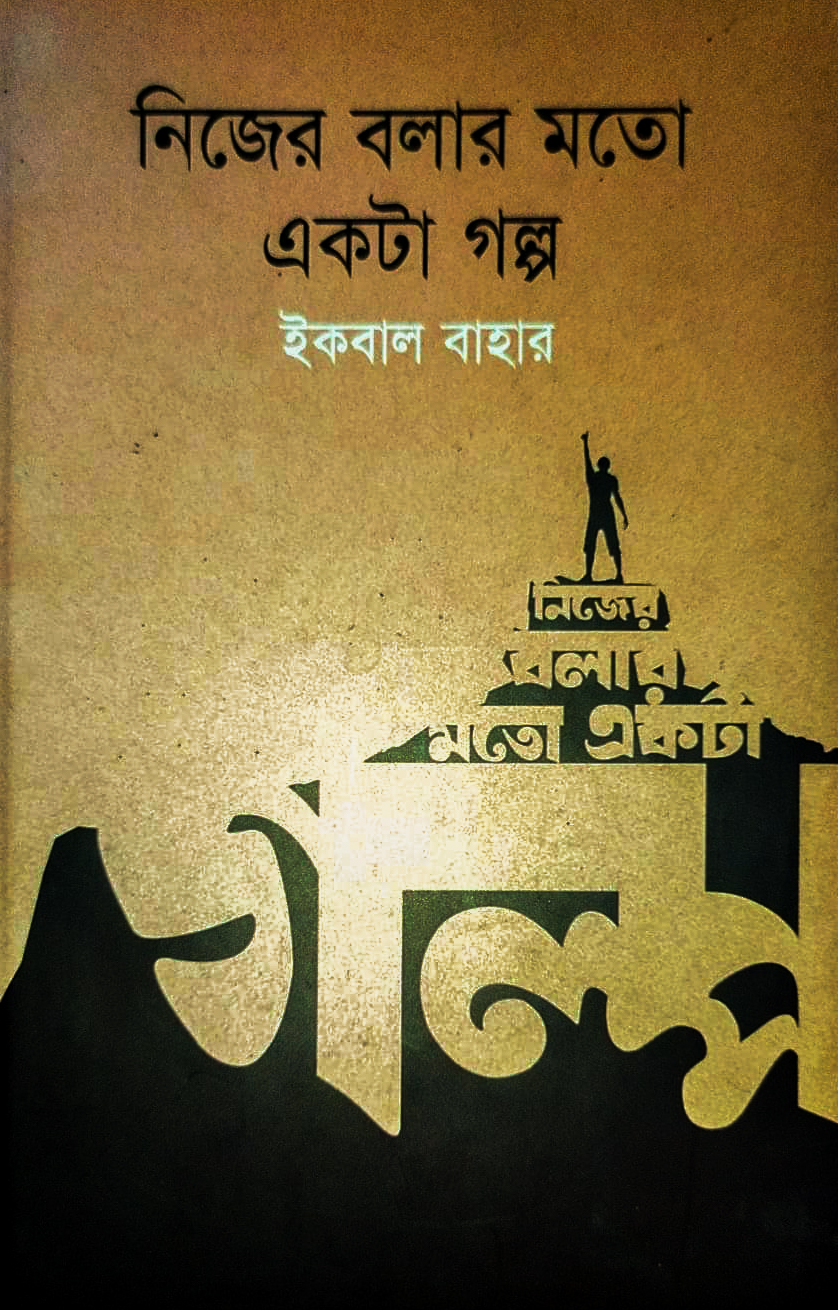 নিজের বলার মতো
একটা গল্প
ইকবাল বাহার
নিজের
বলার
মতো একটা
গল্প